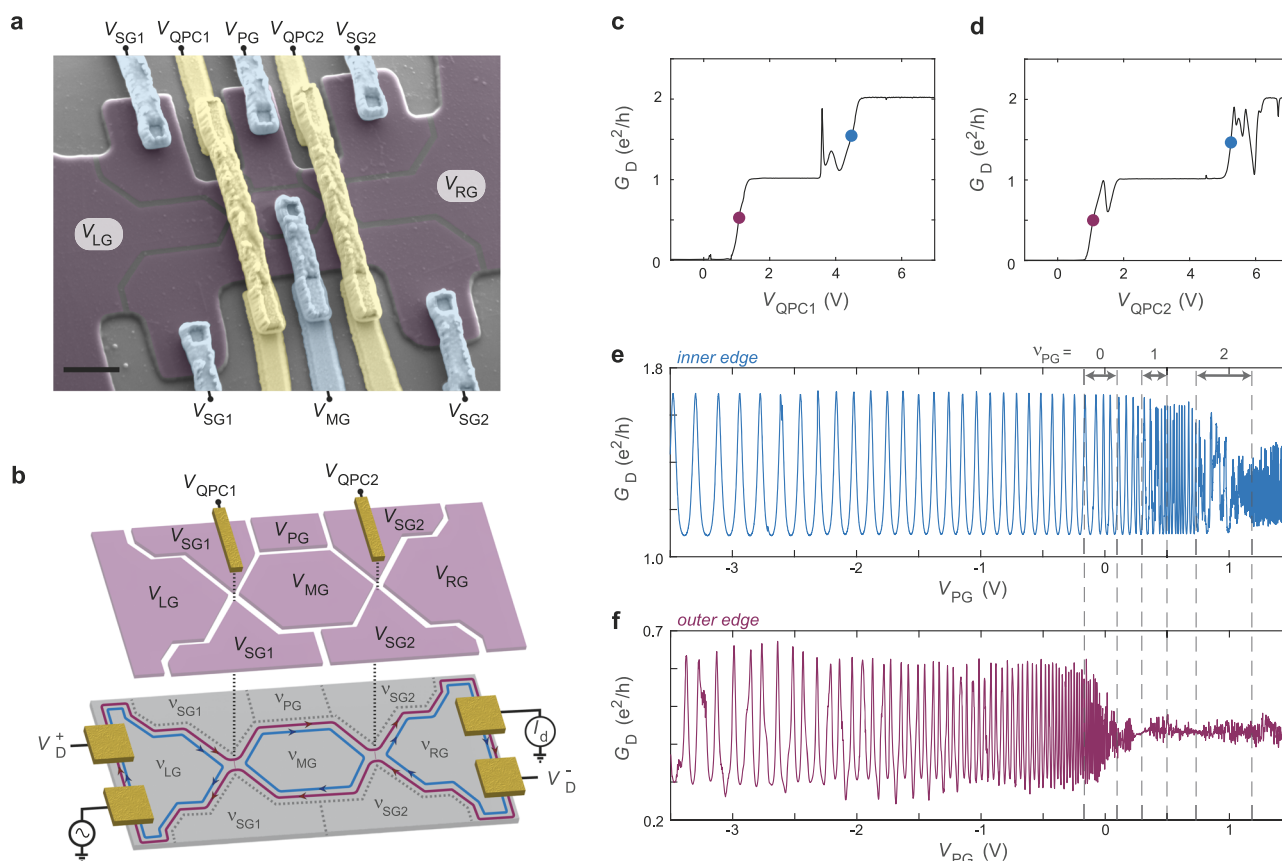 a
V_SG1 V_QPC1 V_PG V_QPC2 V_SG2
V_LG
V_RG
V_SG1 V_MG V_SG2
b
V_QPC1
V_QPC2
V_SG1 V_PG V_SG2
V_LG V_MG V_RG
V_SG1 V_SG2
ν_SG1 ν_PG ν_SG2
V_D^+ I_d
ν_LG ν_MG ν_RG
V_D^-
ν_SG1 ν_SG2
c
G_D (e²/h)
2
1
0
0 2 4 6
V_QPC1 (V)
d
G_D (e²/h)
2
1
0
0 2 4 6
V_QPC2 (V)
e
inner edge
ν_PG = 0 1 2
1.8
G_D (e²/h)
1.0
-3 -2 -1 0 1
V_PG (V)
f
outer edge
0.7
G_D (e²/h)
0.2
-3 -2 -1 0 1
V_PG (V)